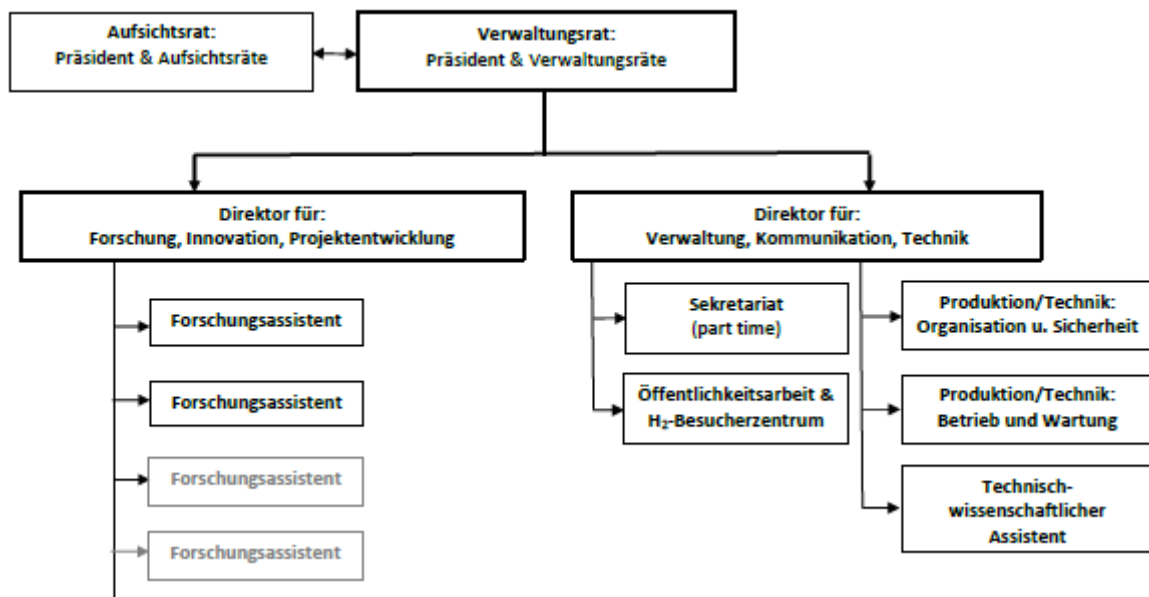 Aufsichtsrat:
Präsident & Aufsichtsräte
Verwaltungsrat:
Präsident & Verwaltungsräte
Direktor für:
Forschung, Innovation, Projektentwicklung
Forschungsassistent
Forschungsassistent
Forschungsassistent
Forschungsassistent
Direktor für:
Verwaltung, Kommunikation, Technik
Sekretariat
(part time)
Öffentlichkeitsarbeit &
H₂-Besucherzentrum
Produktion/Technik:
Organisation u. Sicherheit
Produktion/Technik:
Betrieb und Wartung
Technisch-
wissenschaftlicher
Assistent